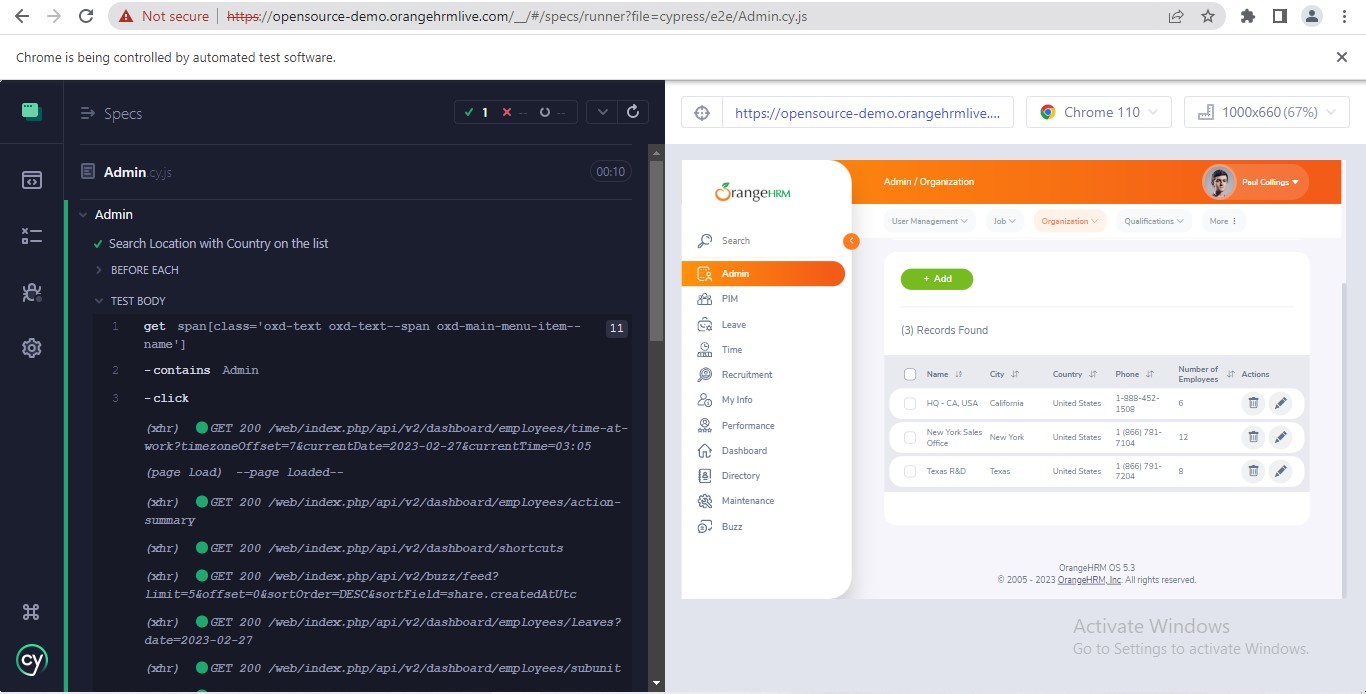 Not secure https://opensource-demo.orangehrmlive.com/__/#/specs/runner?file=cypress/e2e/Admin.cy.js
Chrome is being controlled by automated test software.
Specs
1 -- --
Admin.cy.js 00:10
Admin
Search Location with Country on the list
BEFORE EACH
TEST BODY
1 get span[class='oxd-text oxd-text--span oxd-main-menu-item-- 11
name']
2 -contains Admin
3 -click
(xhr) GET 200 /web/index.php/api/v2/dashboard/employees/time-at-
work?timezoneOffset=7&currentDate=2023-02-27&currentTime=03:05
(page load) --page loaded--
(xhr) GET 200 /web/index.php/api/v2/dashboard/employees/action-
summary
(xhr) GET 200 /web/index.php/api/v2/dashboard/shortcuts
(xhr) GET 200 /web/index.php/api/v2/buzz/feed?
limit=5&offset=0&sortOrder=DESC&sortField=share.createdAtUtc
(xhr) GET 200 /web/index.php/api/v2/dashboard/employees/leaves?
date=2023-02-27
(xhr) GET 200 /web/index.php/api/v2/dashboard/employees/subunit
cy
https://opensource-demo.orangehrmlive.... Chrome 110 1000x660 (67%)
OrangeHRM
Search
Admin
PIM
Leave
Time
Recruitment
My Info
Performance
Dashboard
Directory
Maintenance
Buzz
Admin / Organization Paul Collings
User Management Job Organization Qualifications More
+ Add
(3) Records Found
Name City Country Phone Number of Employees Actions
HQ - CA, USA California United States 1-888-452-1508 6
New York Sales Office New York United States 1 (866) 781-7104 12
Texas R&D Texas United States 1 (866) 791-7204 8
OrangeHRM OS 5.3
© 2005 - 2023 OrangeHRM, Inc. All rights reserved.
Activate Windows
Go to Settings to activate Windows.